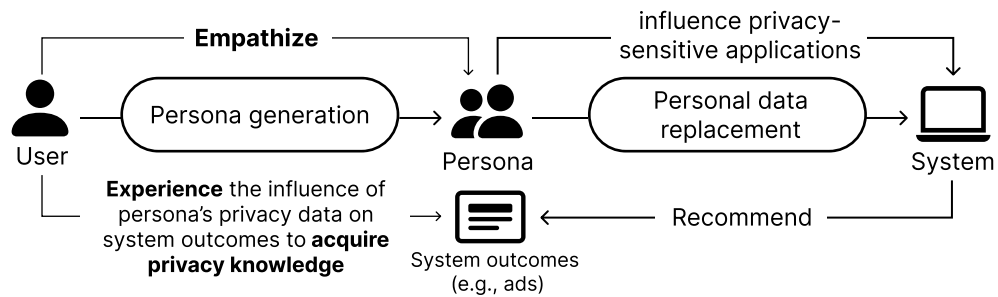 Empathize
influence privacy-
sensitive applications
Persona generation
Personal data
replacement
User
Persona
System
Experience the influence of
persona's privacy data on
system outcomes to acquire
privacy knowledge
Recommend
System outcomes
(e.g., ads)